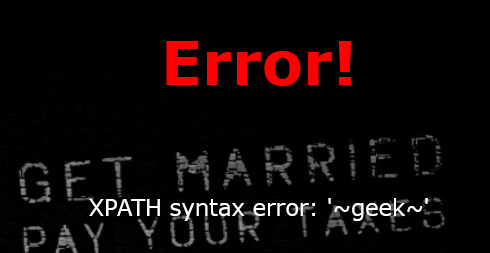 Error!
GET MARRIED
XPATH syntax error: '~geek~'
PAY YOUR TAXES